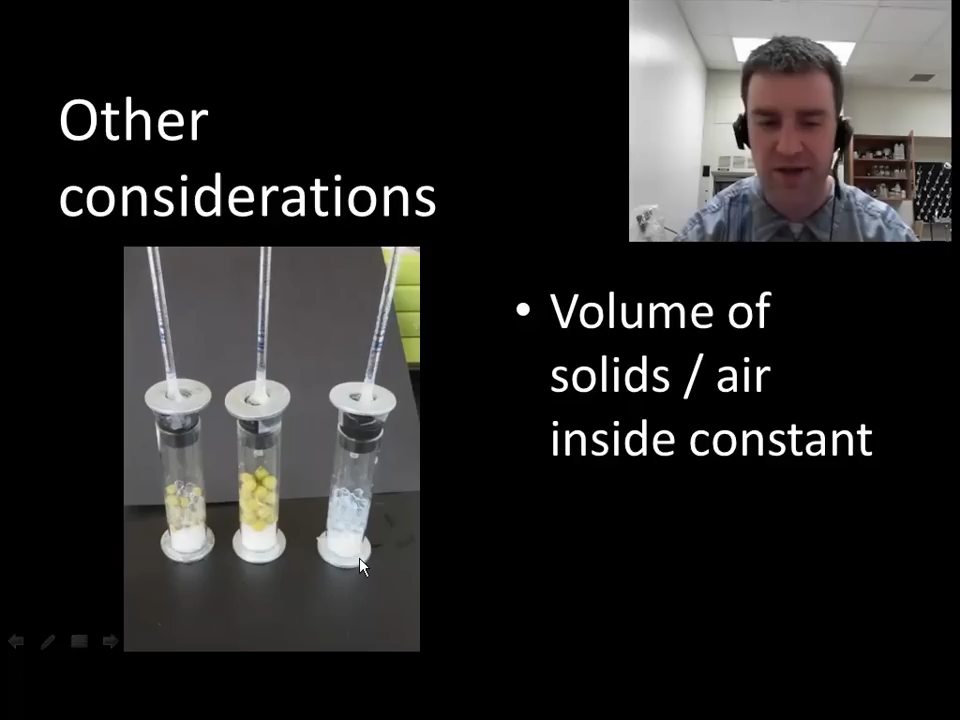 Other
considerations
• Volume of
solids / air
inside constant